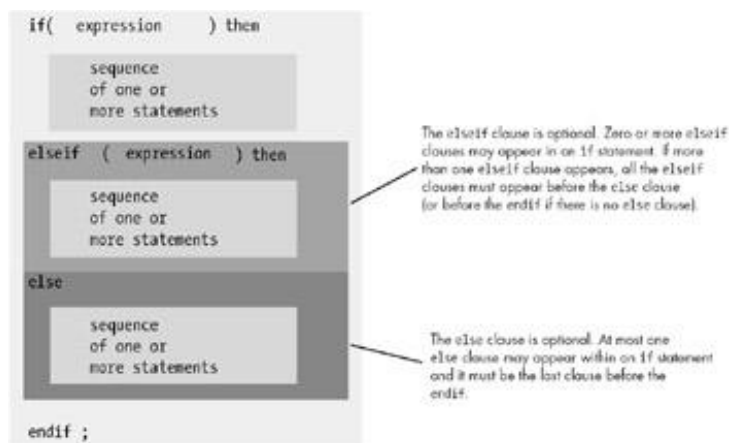 if( expression ) then
sequence
of one or
more statements
elseif ( expression ) then
sequence
of one or
more statements
else
sequence
of one or
more statements
endif ;
The elseif clause is optional. Zero or more elseif
clauses may appear in an if statement. If more
than one elseif clause appears, all the elseif
clauses must appear before the else clause
(or before the endif if there is no else clause).
The else clause is optional. At most one
else clause may appear within an if statement
and it must be the last clause before the
endif.